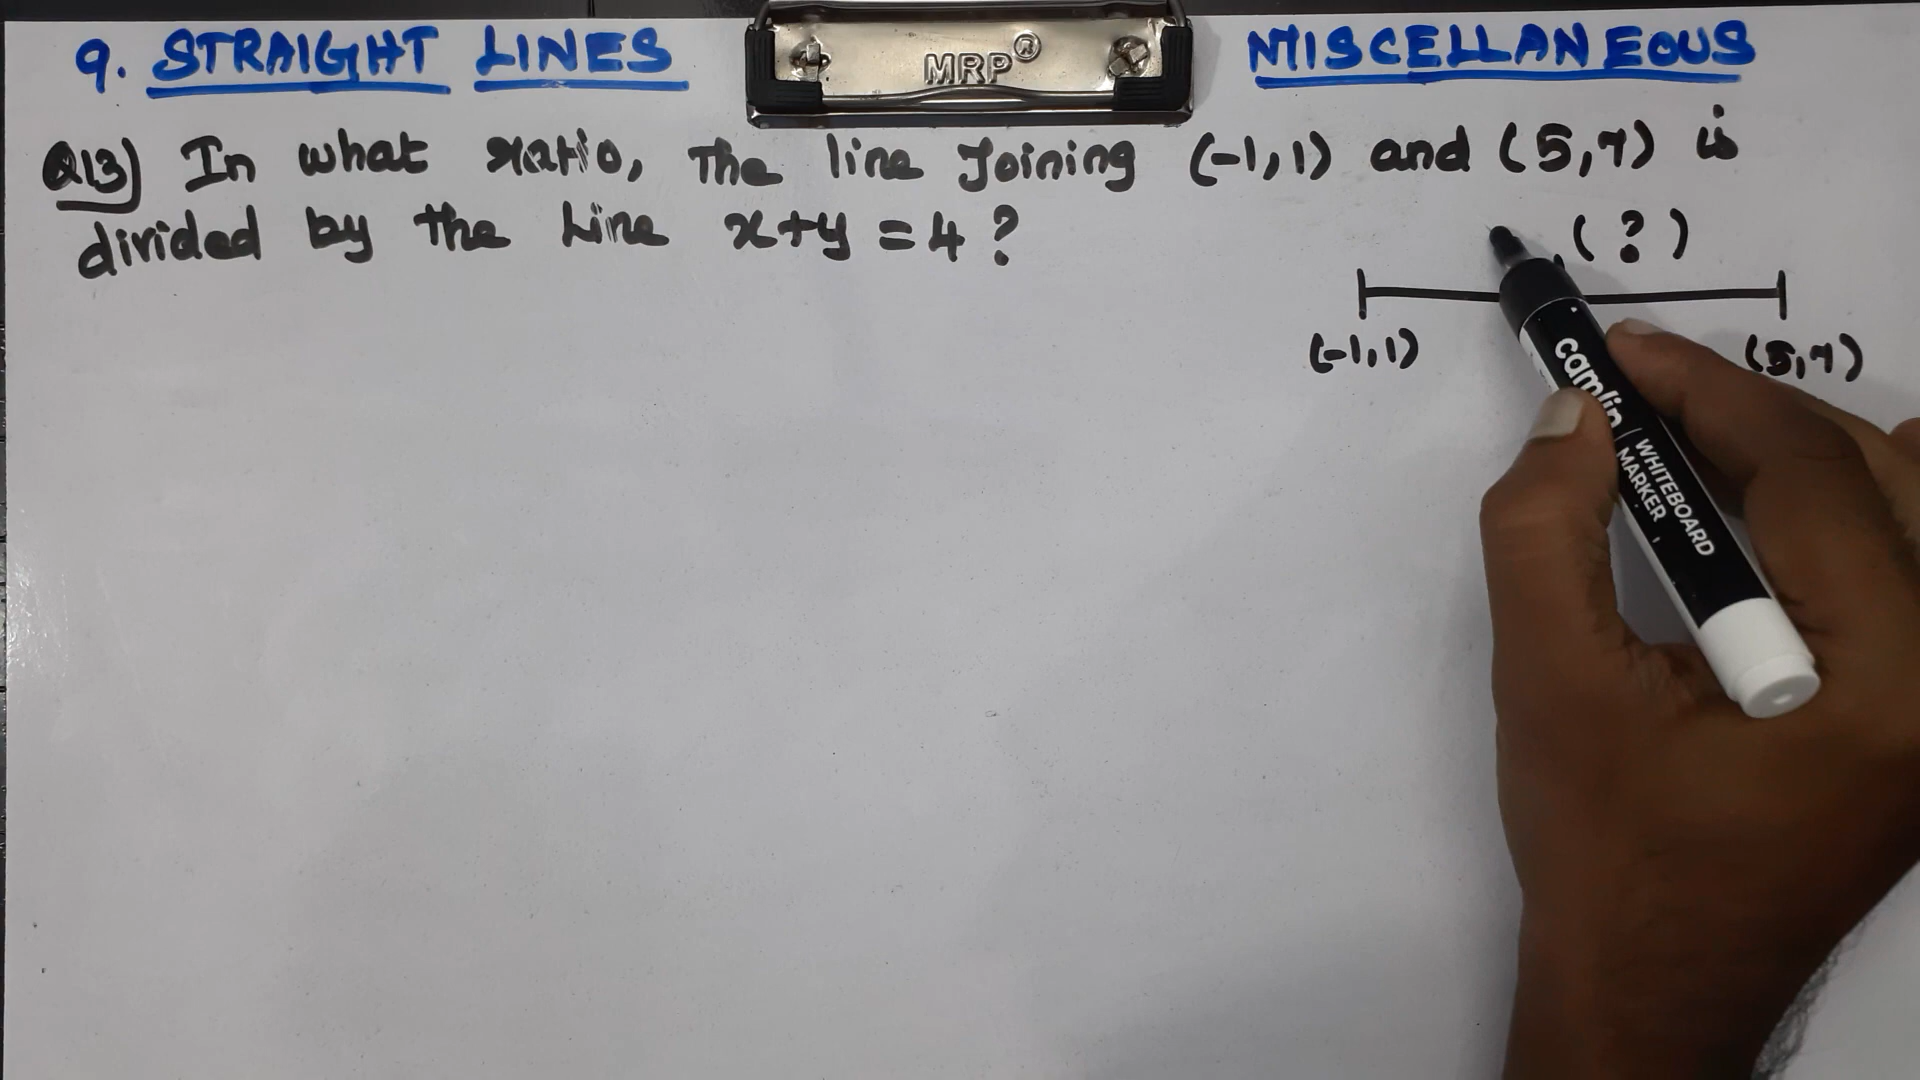 9. STRAIGHT LINES
MRP®
MISCELLANEOUS
Q13) In what ratio, The line Joining (-1,1) and (5,7) is
divided by the Line x+y = 4 ?
(?)
(-1,1)
(5,7)
camlin
WHITEBOARD
MARKER